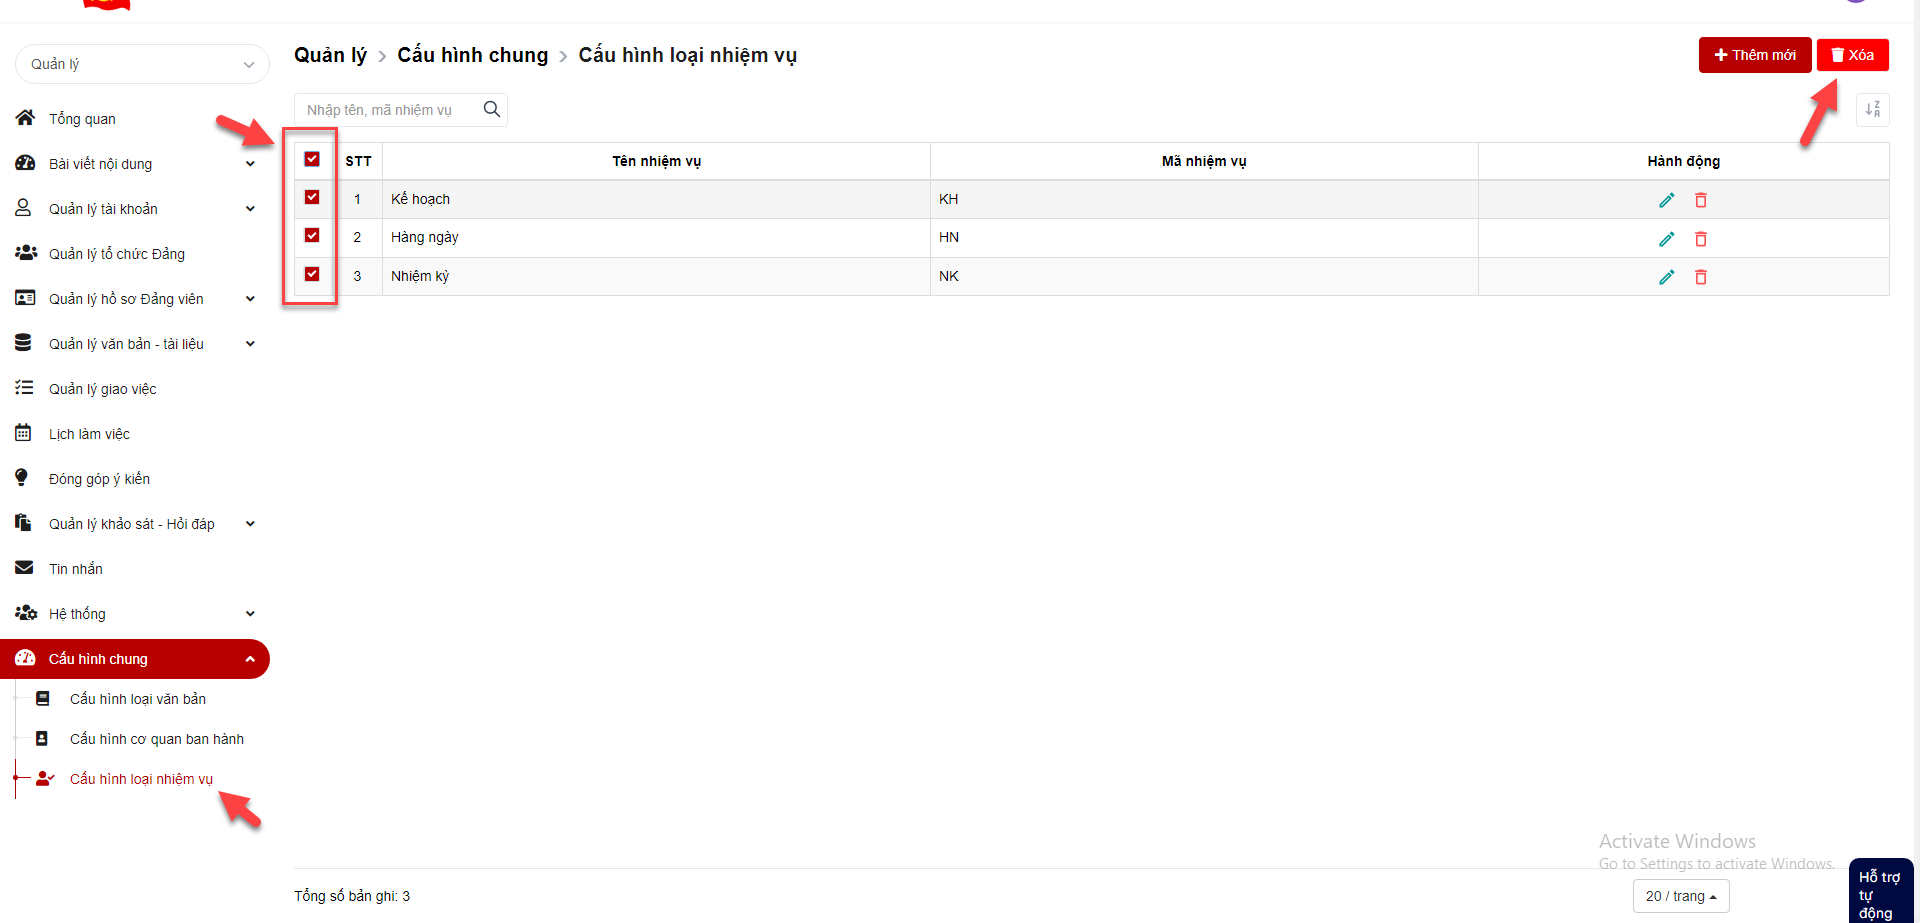 Quản lý
Tổng quan
Bài viết nội dung
Quản lý tài khoản
Quản lý tổ chức Đảng
Quản lý hồ sơ Đảng viên
Quản lý văn bản - tài liệu
Quản lý giao việc
Lịch làm việc
Đóng góp ý kiến
Quản lý khảo sát - Hỏi đáp
Tin nhắn
Hệ thống
Cấu hình chung
Cấu hình loại văn bản
Cấu hình cơ quan ban hành
Cấu hình loại nhiệm vụ
Quản lý > Cấu hình chung > Cấu hình loại nhiệm vụ
Thêm mới
Xóa
Nhập tên, mã nhiệm vụ
STT Tên nhiệm vụ Mã nhiệm vụ Hành động
1 Kế hoạch KH
2 Hàng ngày HN
3 Nhiệm kỳ NK
Activate Windows
Go to Settings to activate Windows.
Tổng số bản ghi: 3
20 / trang
Hỗ trợ
tự
động